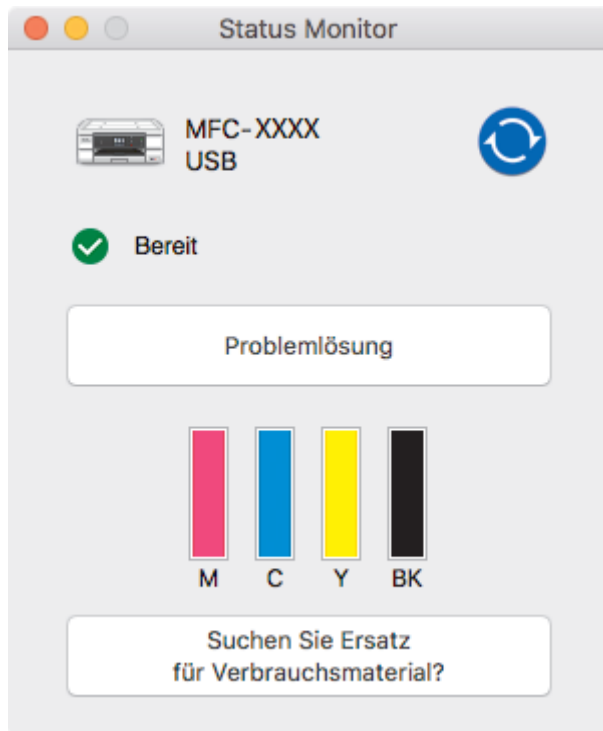 Status Monitor
MFC-XXXX
USB
Bereit
Problemlösung
M C Y BK
Suchen Sie Ersatz
für Verbrauchsmaterial?